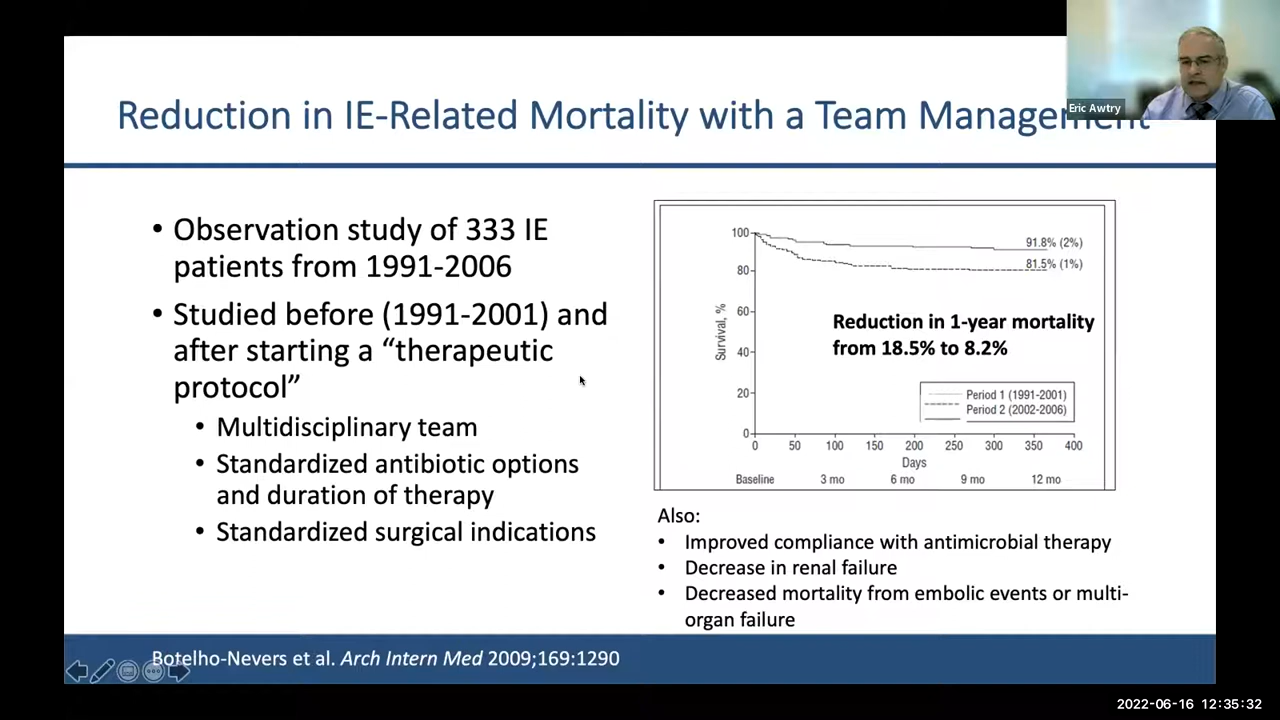 Eric Awtry
Reduction in IE-Related Mortality with a Team Management
• Observation study of 333 IE
patients from 1991-2006
• Studied before (1991-2001) and
after starting a “therapeutic
protocol”
• Multidisciplinary team
• Standardized antibiotic options
and duration of therapy
• Standardized surgical indications
100
80
60
40
20
0
Survival, %
91.8% (2%)
81.5% (1%)
Reduction in 1-year mortality
from 18.5% to 8.2%
Period 1 (1991-2001)
Period 2 (2002-2006)
0 50 100 150 200 250 300 350 400
Days
Baseline 3 mo 6 mo 9 mo 12 mo
Also:
• Improved compliance with antimicrobial therapy
• Decrease in renal failure
• Decreased mortality from embolic events or multi-
organ failure
Botelho-Nevers et al. Arch Intern Med 2009;169:1290
2022-06-16 12:35:32